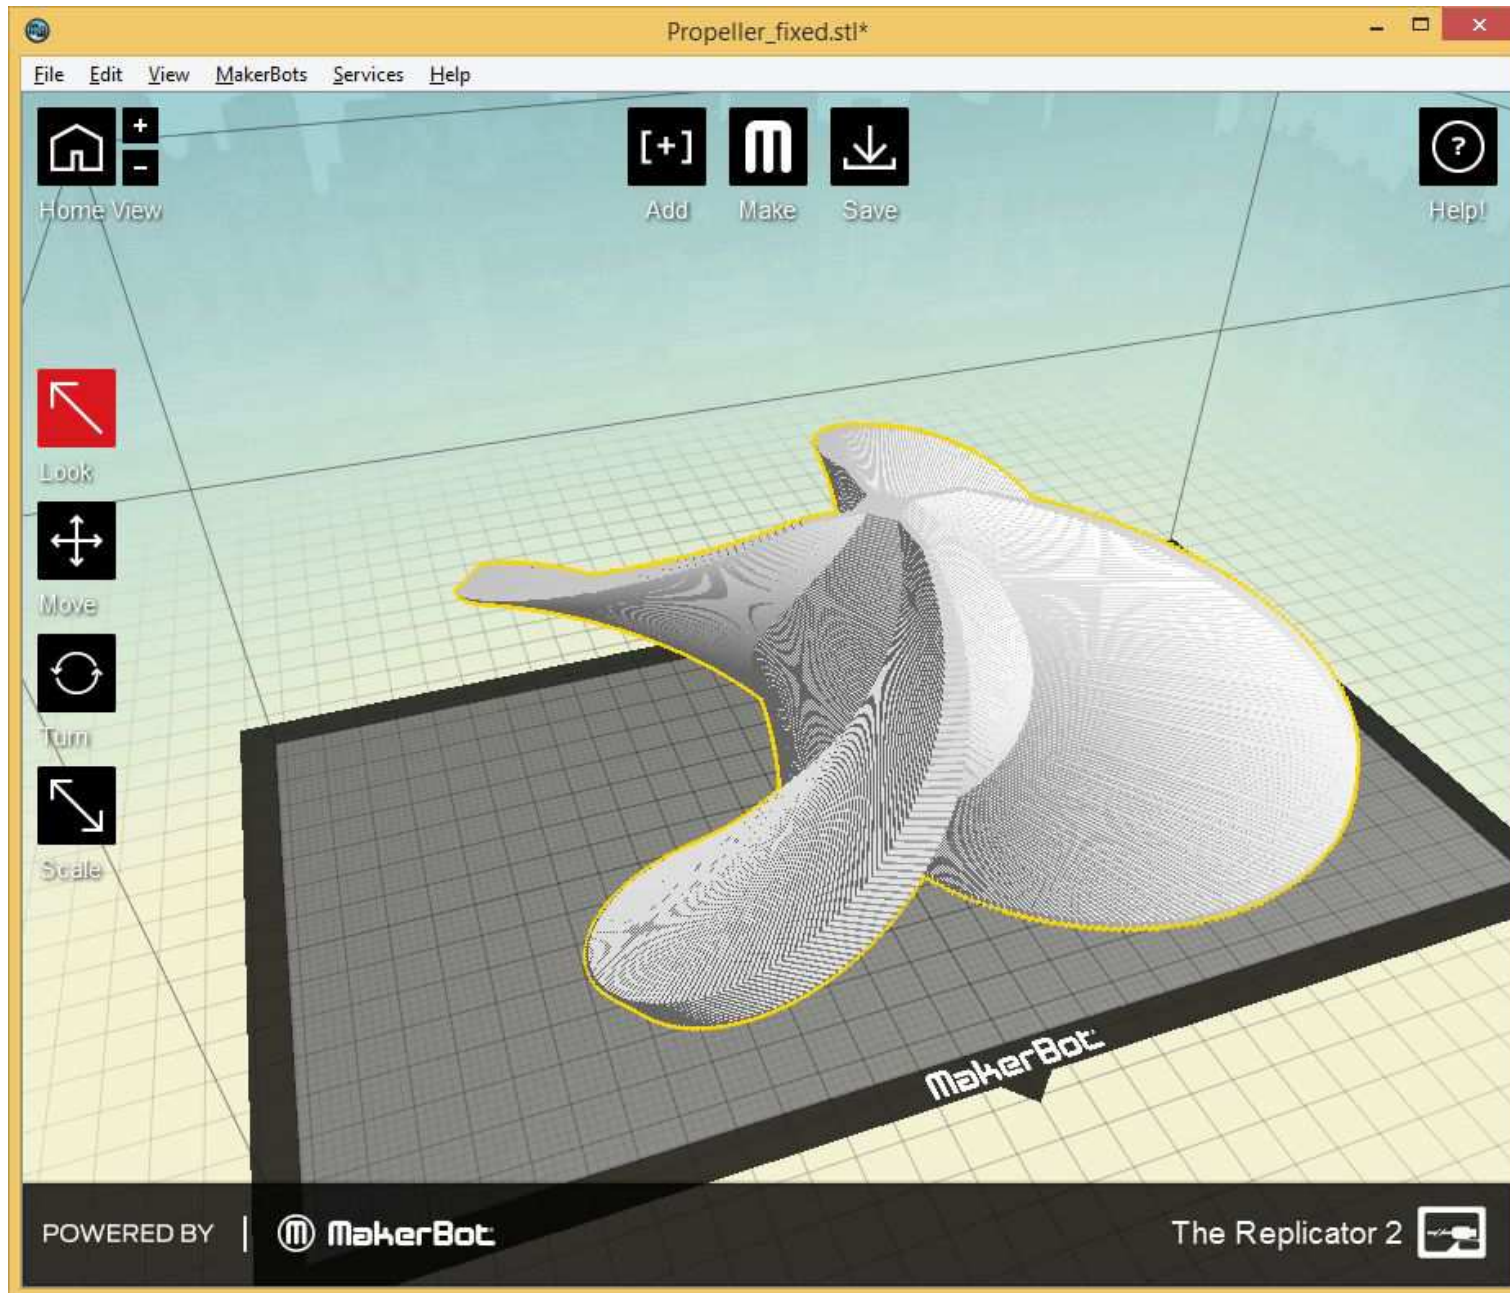 Propeller_fixed.stl*
File Edit View MakerBots Services Help
+
-
[+]
M
?
Home View
Add
Make
Save
Help!
Look
Move
Turn
Scale
MakerBot
POWERED BY | M MakerBot
The Replicator 2